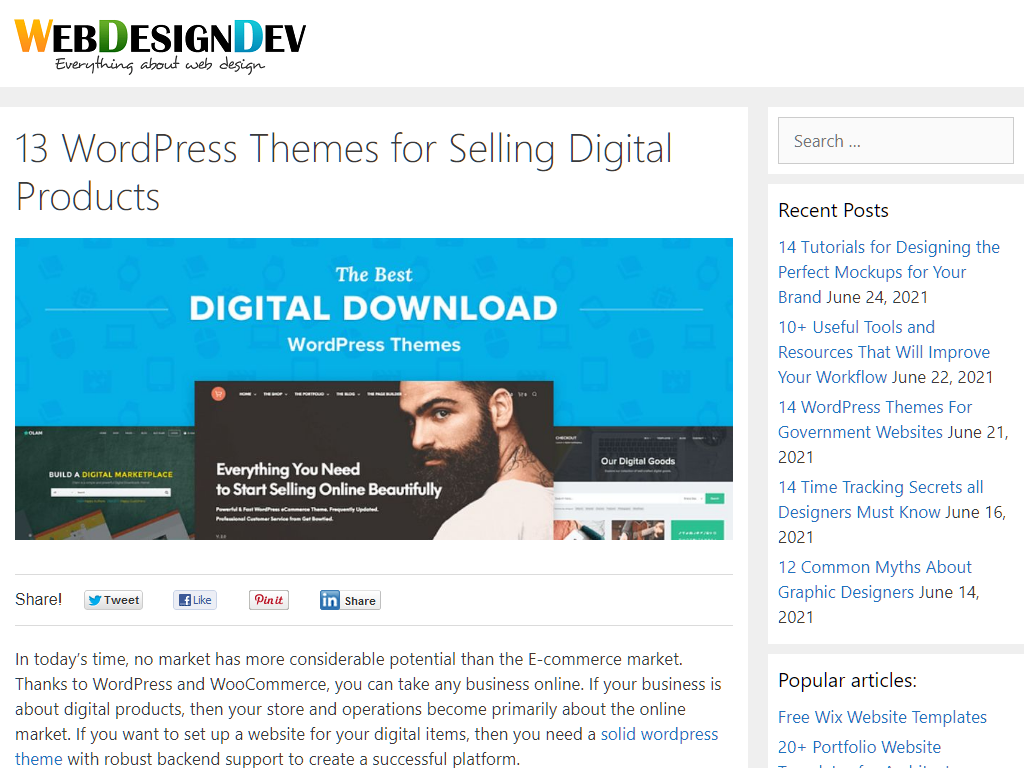 WEBDESIGNDEV
Everything about web design
13 WordPress Themes for Selling Digital
Products
The Best
DIGITAL DOWNLOAD
WordPress Themes
HOME
THE SHOP
THE PORTFOLIO
THE BLOG
THE PAGE BUILDER
Everything You Need
to Start Selling Online Beautifully
Powerful & Fast WordPress eCommerce Theme. Frequently Updated.
Professional Customer Service from Get Bowtied.
OLAM
BUILD A DIGITAL MARKETPLACE
CHECKOUT
Our Digital Goods
Share!
Tweet
Like
Pin it
in Share
In today's time, no market has more considerable potential than the E-commerce market.
Thanks to WordPress and WooCommerce, you can take any business online. If your business is
about digital products, then your store and operations become primarily about the online
market. If you want to set up a website for your digital items, then you need a solid wordpress
theme with robust backend support to create a successful platform.
Search ...
Recent Posts
14 Tutorials for Designing the
Perfect Mockups for Your
Brand June 24, 2021
10+ Useful Tools and
Resources That Will Improve
Your Workflow June 22, 2021
14 WordPress Themes For
Government Websites June 21,
2021
14 Time Tracking Secrets all
Designers Must Know June 16,
2021
12 Common Myths About
Graphic Designers June 14,
2021
Popular articles:
Free Wix Website Templates
20+ Portfolio Website